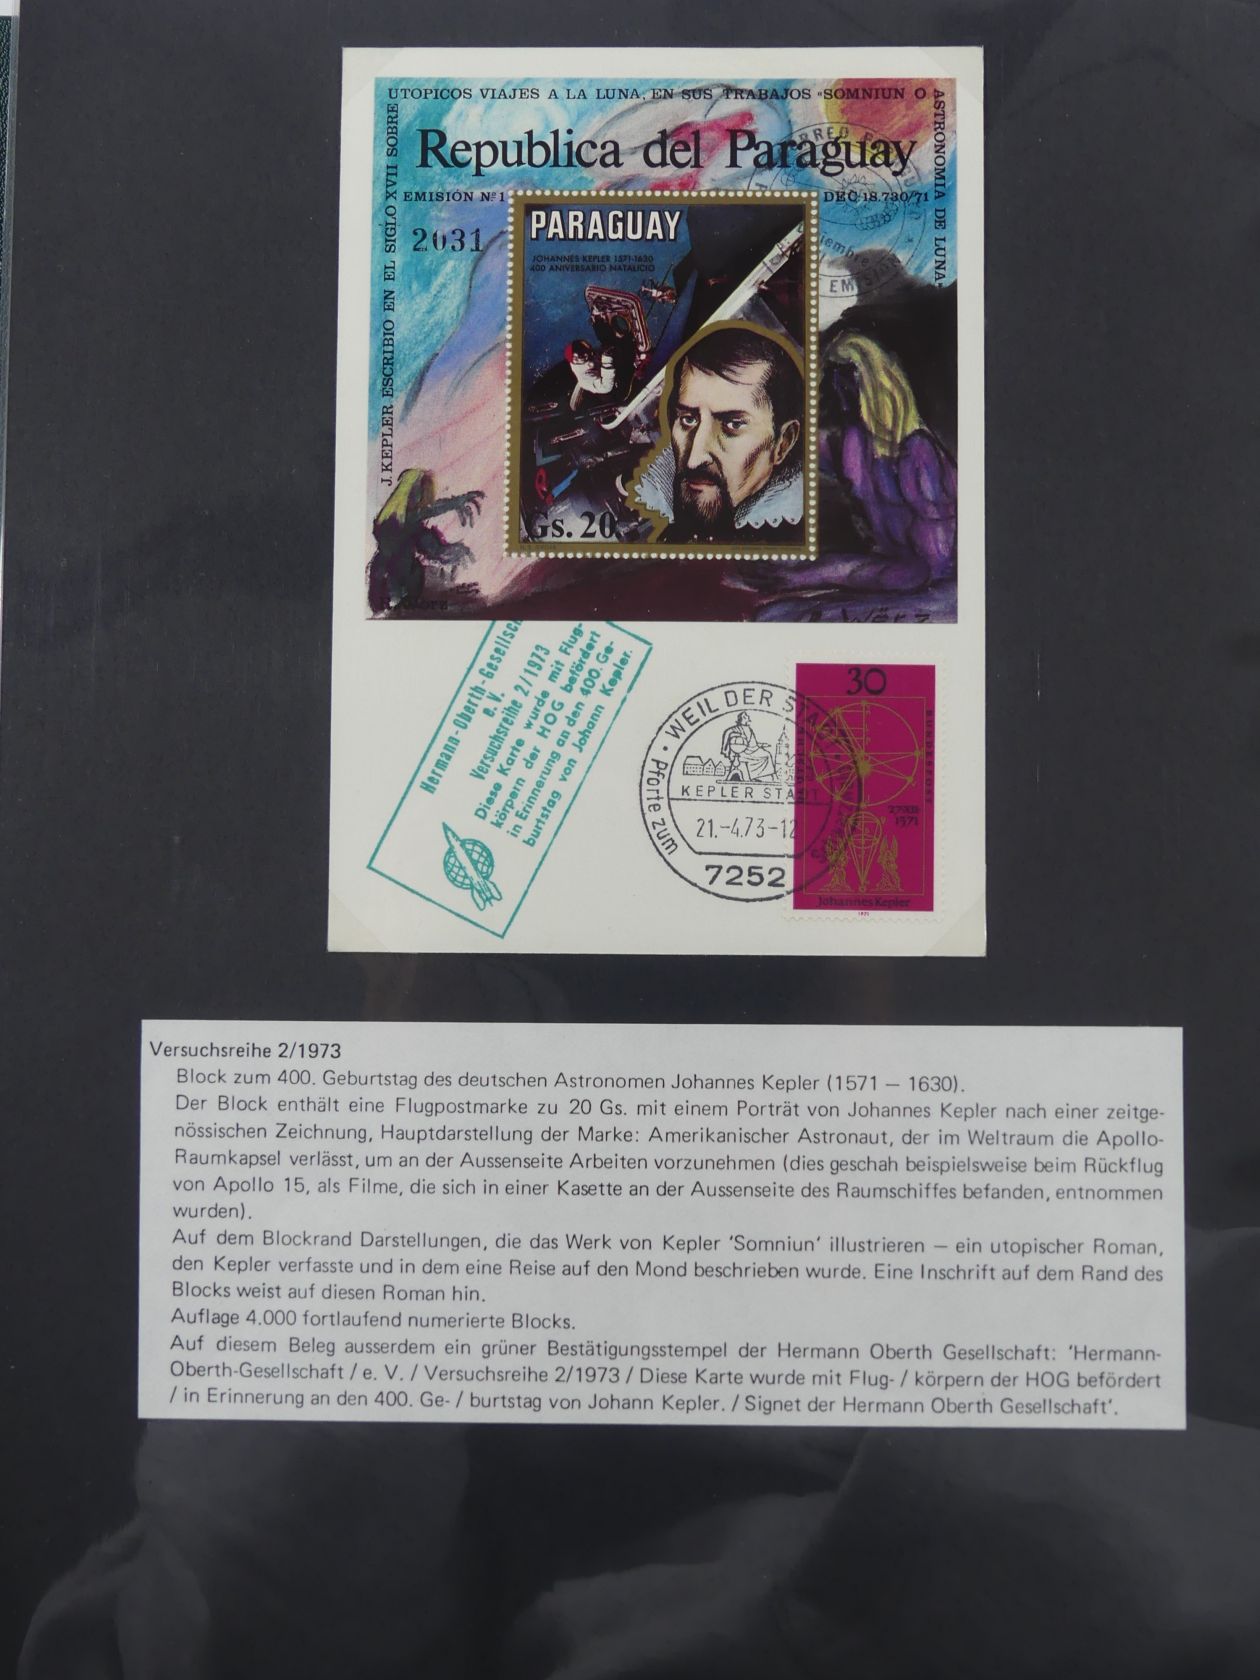 UTOPICOS VIAJES A LA LUNA, EN SUS TRABAJOS "SOMNIUN O
ASTRONOMIA DE LUNA"
J. KEPLER ESCRIBIO EN EL SIGLO XVII SOBRE
Republica del Paraguay
EMISIÓN Nº 1
DEC 18.730/71
2031
PARAGUAY
JOHANNES KEPLER 1571-1630
400 ANIVERSARIO NATALICIO
Gs. 20
EMISION
R. Wörz
Hermann-Oberth-Gesellsch
e. V.
Versuchsreihe 2/1973
Diese Karte wurde mit Flug-
körpern der HOG befördert
in Erinnerung an den 400. Ge-
burtstag von Johann Kepler.
WEIL DER STADT
Pforte zum
KEPLER STADT
21.-4.73-12
7252
30
BUNDESPOST
27XII
1571
Johannes Kepler
1971
Versuchsreihe 2/1973
Block zum 400. Geburtstag des deutschen Astronomen Johannes Kepler (1571 – 1630).
Der Block enthält eine Flugpostmarke zu 20 Gs. mit einem Porträt von Johannes Kepler nach einer zeitge-
nössischen Zeichnung, Hauptdarstellung der Marke: Amerikanischer Astronaut, der im Weltraum die Apollo-
Raumkapsel verlässt, um an der Aussenseite Arbeiten vorzunehmen (dies geschah beispielsweise beim Rückflug
von Apollo 15, als Filme, die sich in einer Kasette an der Aussenseite des Raumschiffes befanden, entnommen
wurden).
Auf dem Blockrand Darstellungen, die das Werk von Kepler 'Somniun' illustrieren – ein utopischer Roman,
den Kepler verfasste und in dem eine Reise auf den Mond beschrieben wurde. Eine Inschrift auf dem Rand des
Blocks weist auf diesen Roman hin.
Auflage 4.000 fortlaufend numerierte Blocks.
Auf diesem Beleg ausserdem ein grüner Bestätigungsstempel der Hermann Oberth Gesellschaft: 'Hermann-
Oberth-Gesellschaft / e. V. / Versuchsreihe 2/1973 / Diese Karte wurde mit Flug- / körpern der HOG befördert
/ in Erinnerung an den 400. Ge- / burtstag von Johann Kepler. / Signet der Hermann Oberth Gesellschaft'.